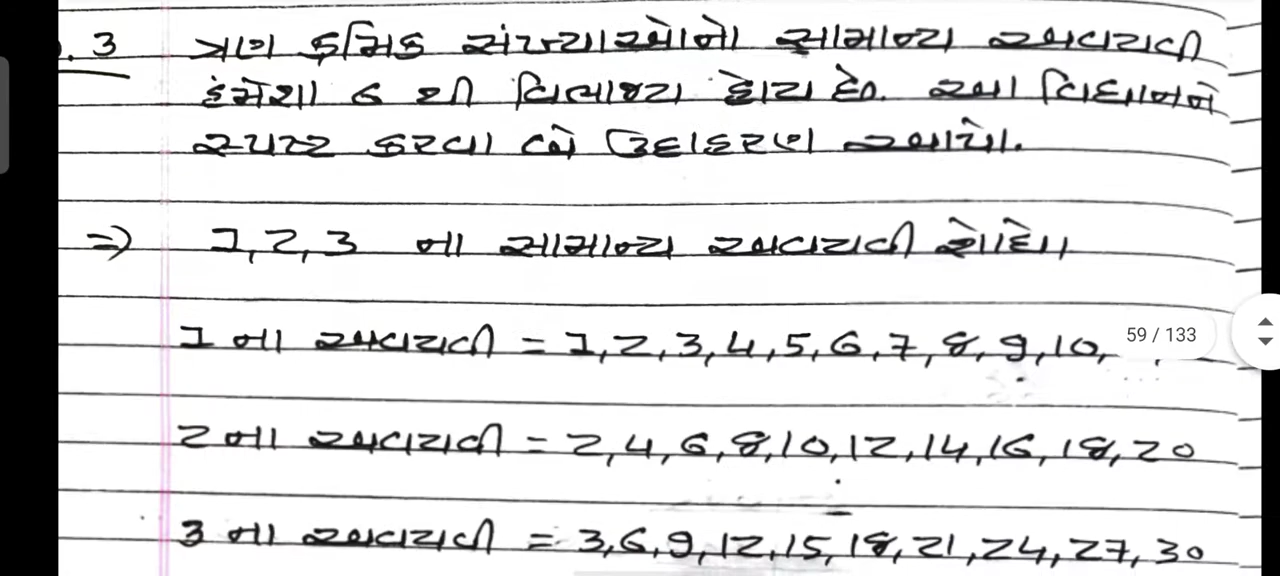 . 3 ત્રણ ક્રમિક સંખ્યાઓનો સામાન્ય અવયવી
હંમેશા 6 થી વિભાજ્ય હોય છે. આ વિધાનને
સ્પષ્ટ કરવા બે ઉદાહરણ આપો.
⇒ 1, 2, 3 ના સામાન્ય અવયવી શોધો
1 ના અવયવી = 1, 2, 3, 4, 5, 6, 7, 8, 9, 10,
59 / 133
2 ના અવયવી = 2, 4, 6, 8, 10, 12, 14, 16, 18, 20
3 ના અવયવી = 3, 6, 9, 12, 15, 18, 21, 24, 27, 30